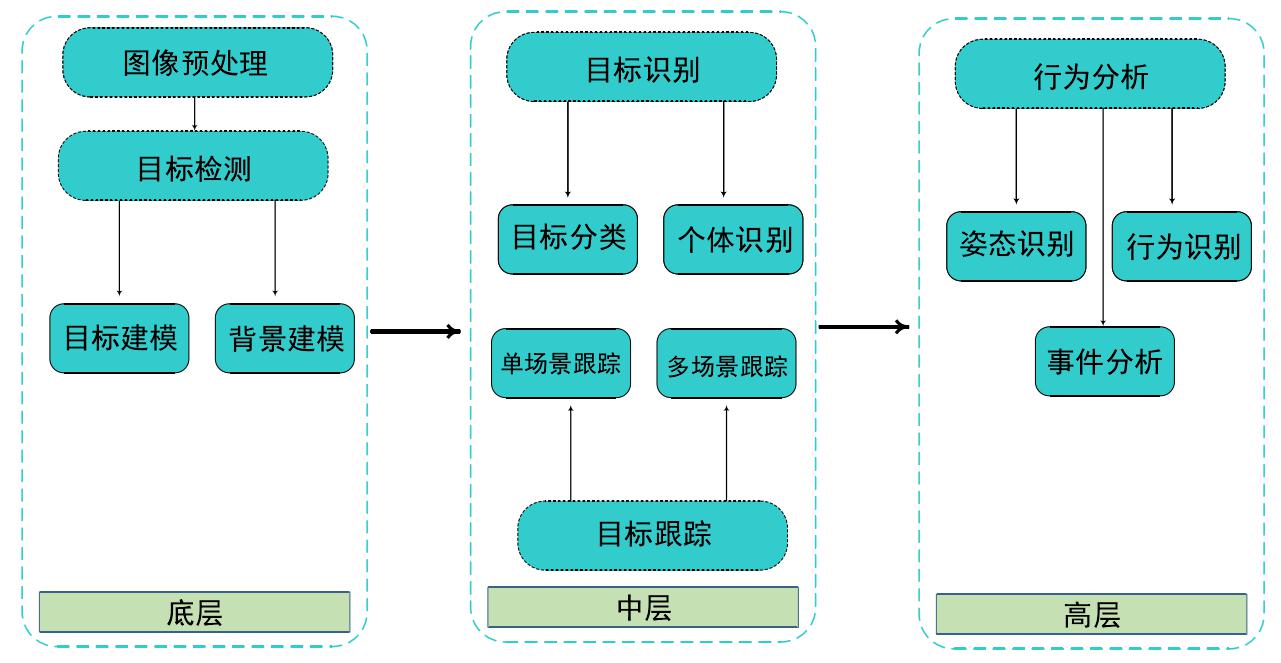 图像预处理
目标检测
目标建模
背景建模
底层
目标识别
目标分类
个体识别
单场景跟踪
多场景跟踪
目标跟踪
中层
行为分析
姿态识别
行为识别
事件分析
高层